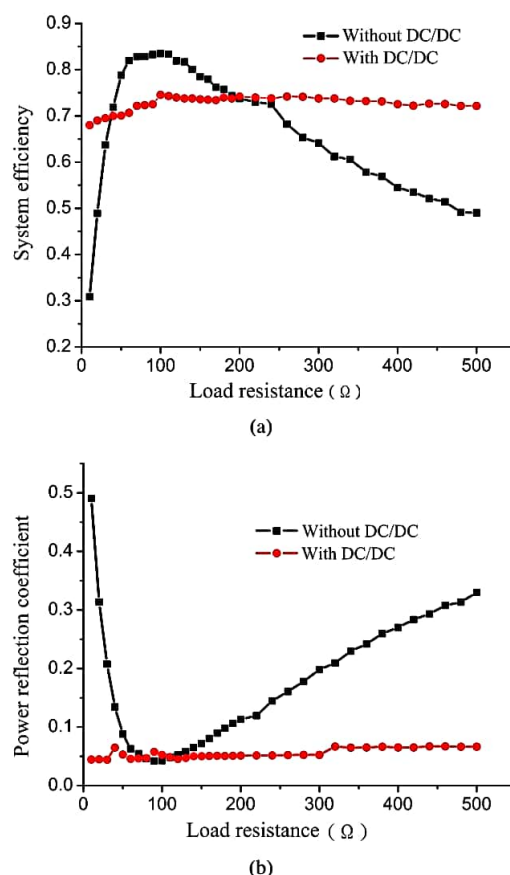 0.9
0.8
0.7
0.6
0.5
0.4
0.3
0.2
System efficiency
Without DC/DC
With DC/DC
0 100 200 300 400 500
Load resistance ( Ω )
(a)
0.5
0.4
0.3
0.2
0.1
0.0
Power reflection coefficient
Without DC/DC
With DC/DC
0 100 200 300 400 500
Load resistance ( Ω )
(b)